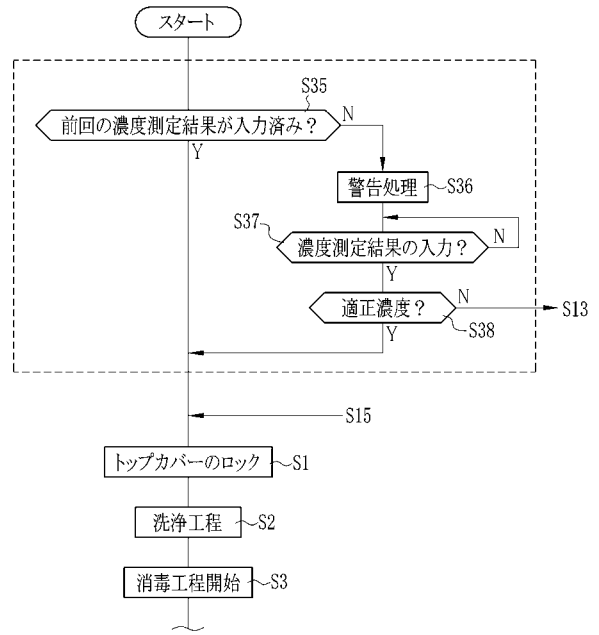 スタート
S35
前回の濃度測定結果が入力済み？
N
Y
警告処理
S36
S37
濃度測定結果の入力？
N
Y
適正濃度？
N
S13
S38
Y
S15
トップカバーのロック
S1
洗浄工程
S2
消毒工程開始
S3